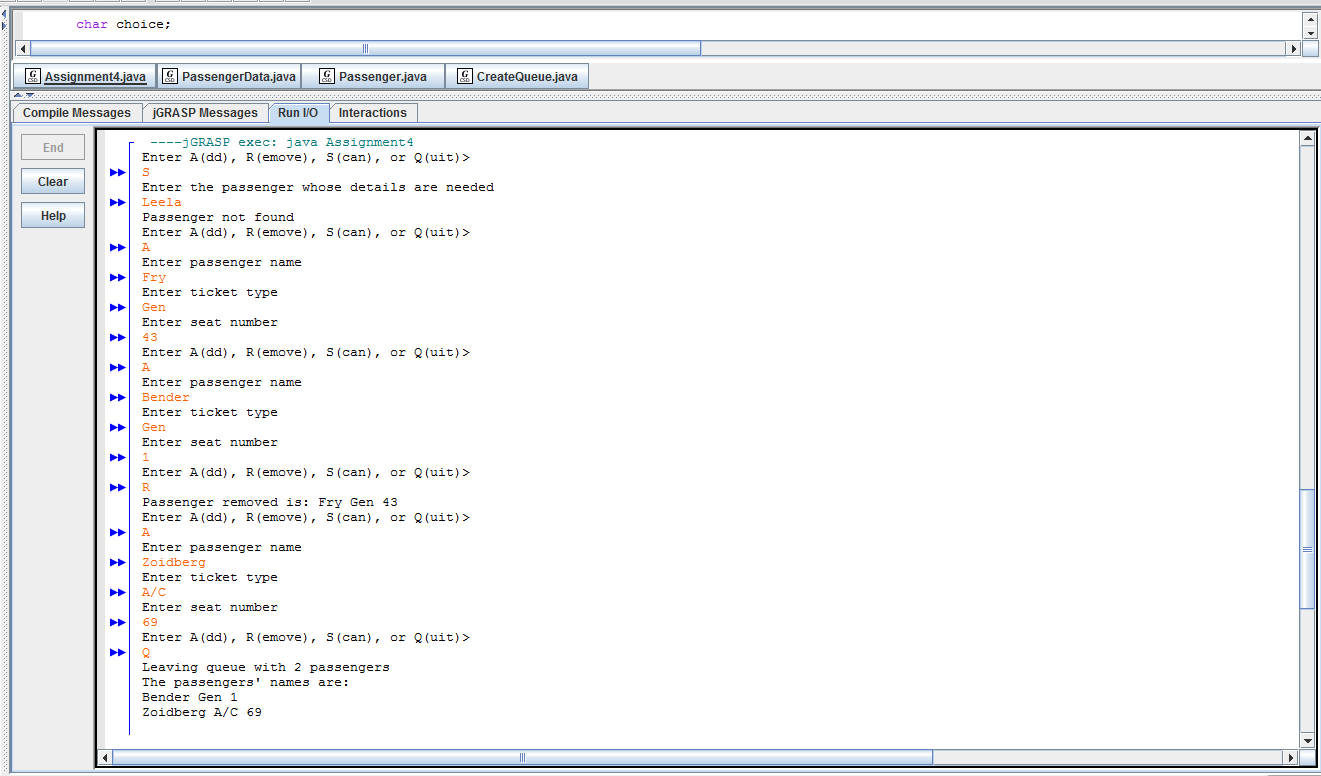 char choice;
Assignment4.java PassengerData.java Passenger.java CreateQueue.java
Compile Messages jGRASP Messages Run I/O Interactions
End
Clear
Help
----jGRASP exec: java Assignment4
Enter A(dd), R(emove), S(can), or Q(uit)>
S
Enter the passenger whose details are needed
Leela
Passenger not found
Enter A(dd), R(emove), S(can), or Q(uit)>
A
Enter passenger name
Fry
Enter ticket type
Gen
Enter seat number
43
Enter A(dd), R(emove), S(can), or Q(uit)>
A
Enter passenger name
Bender
Enter ticket type
Gen
Enter seat number
1
Enter A(dd), R(emove), S(can), or Q(uit)>
R
Passenger removed is: Fry Gen 43
Enter A(dd), R(emove), S(can), or Q(uit)>
A
Enter passenger name
Zoidberg
Enter ticket type
A/C
Enter seat number
69
Enter A(dd), R(emove), S(can), or Q(uit)>
Q
Leaving queue with 2 passengers
The passengers' names are:
Bender Gen 1
Zoidberg A/C 69